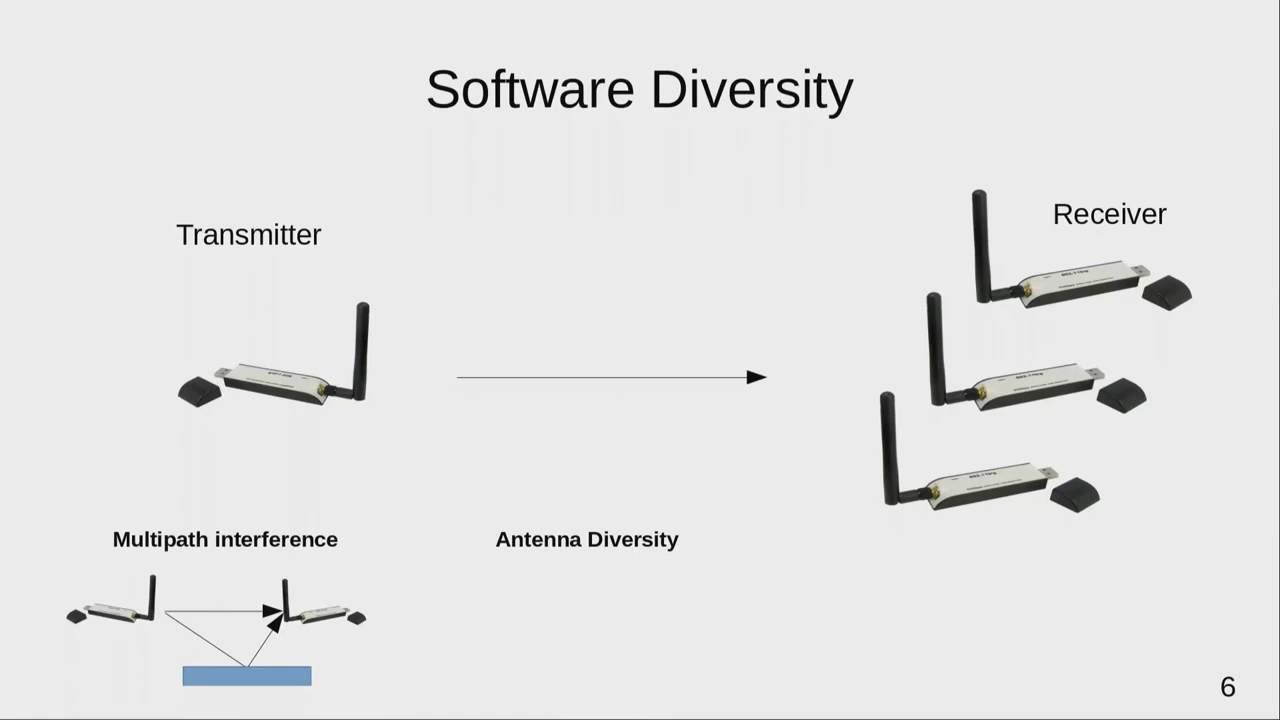 Software Diversity
Transmitter
Receiver
Multipath interference
Antenna Diversity
6